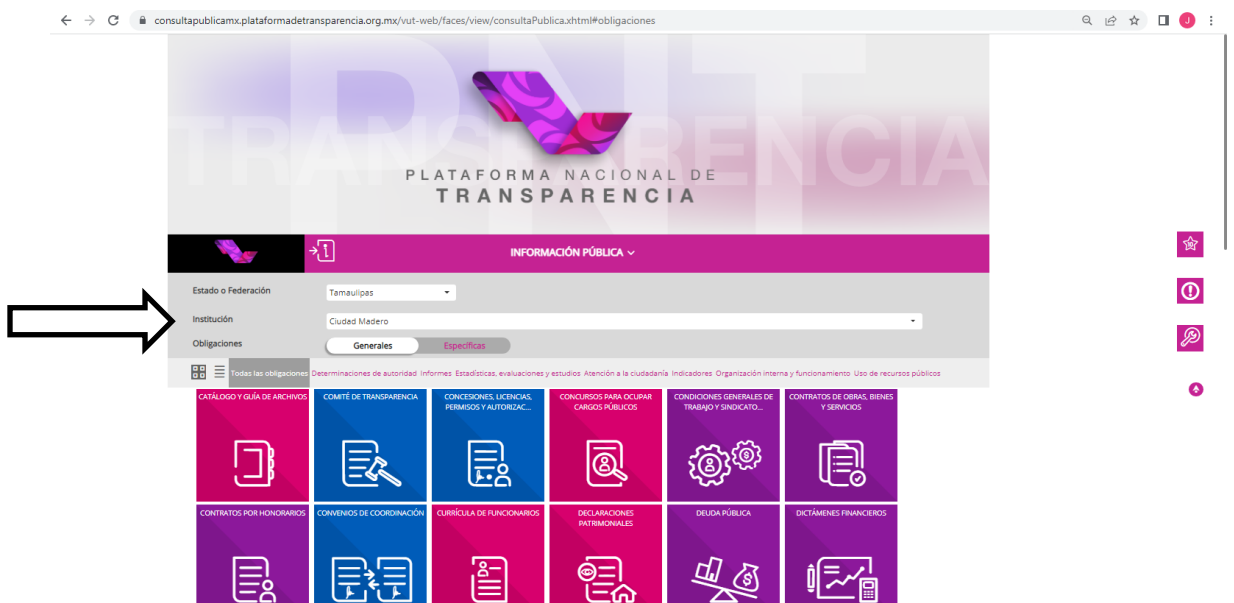 consultapublicamx.plataformadetransparencia.org.mx/vut-web/faces/view/consultaPublica.xhtml#obligaciones
J
PNT
TRANSPARENCIA
PLATAFORMA NACIONAL DE
TRANSPARENCIA
INFORMACIÓN PÚBLICA
Estado o Federación
Tamaulipas
Institución
Ciudad Madero
Obligaciones
Generales
Específicas
Todas las obligaciones Determinaciones de autoridad Informes Estadísticas, evaluaciones y estudios Atención a la ciudadanía Indicadores Organización interna y funcionamiento Uso de recursos públicos
CATÁLOGO Y GUÍA DE ARCHIVOS
COMITÉ DE TRANSPARENCIA
CONCESIONES, LICENCIAS,
PERMISOS Y AUTORIZAC...
CONCURSOS PARA OCUPAR
CARGOS PÚBLICOS
CONDICIONES GENERALES DE
TRABAJO Y SINDICATO...
CONTRATOS DE OBRAS, BIENES
Y SERVICIOS
CONTRATOS POR HONORARIOS
CONVENIOS DE COORDINACIÓN
CURRÍCULA DE FUNCIONARIOS
DECLARACIONES
PATRIMONIALES
DEUDA PÚBLICA
DICTÁMENES FINANCIEROS